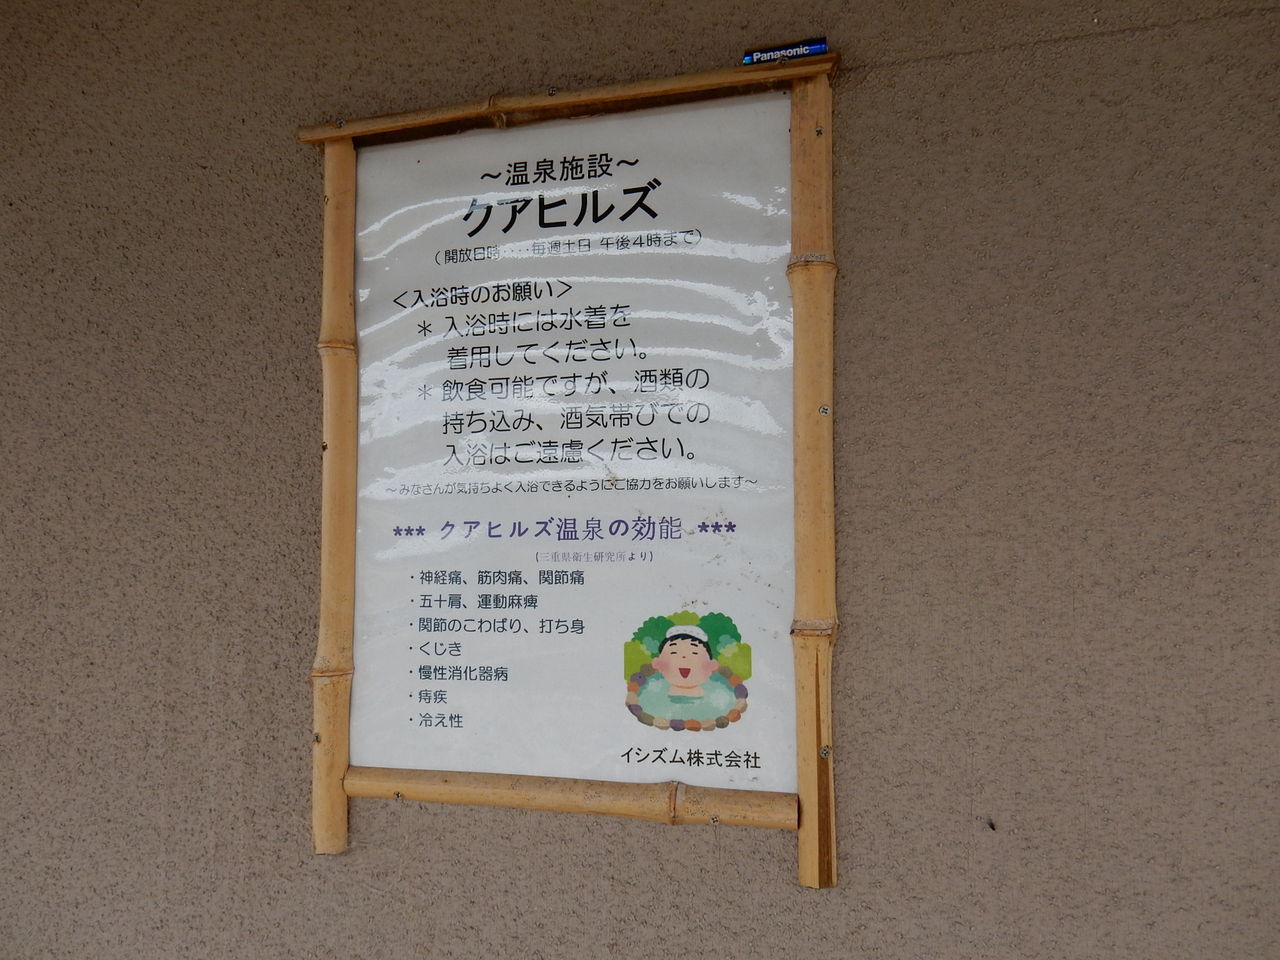 Panasonic
～温泉施設～
クアヒルズ
（開放日時‥‥毎週土日 午後４時まで）
＜入浴時のお願い＞
＊ 入浴時には水着を
着用してください。
＊ 飲食可能ですが、酒類の
持ち込み、酒気帯びでの
入浴はご遠慮ください。
～みなさんが気持ちよく入浴できるようにご協力をお願いします～
*** クアヒルズ温泉の効能 ***
(三重県衛生研究所より)
・神経痛、筋肉痛、関節痛
・五十肩、運動麻痺
・関節のこわばり、打ち身
・くじき
・慢性消化器病
・痔疾
・冷え性
イシズム株式会社